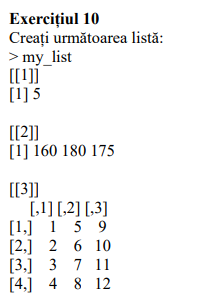 Exercițiul 10
Creați următoarea listă:
> my_list
[[1]]
[1] 5
[[2]]
[1] 160 180 175
[[3]]
[,1] [,2] [,3]
[1,] 1 5 9
[2,] 2 6 10
[3,] 3 7 11
[4,] 4 8 12